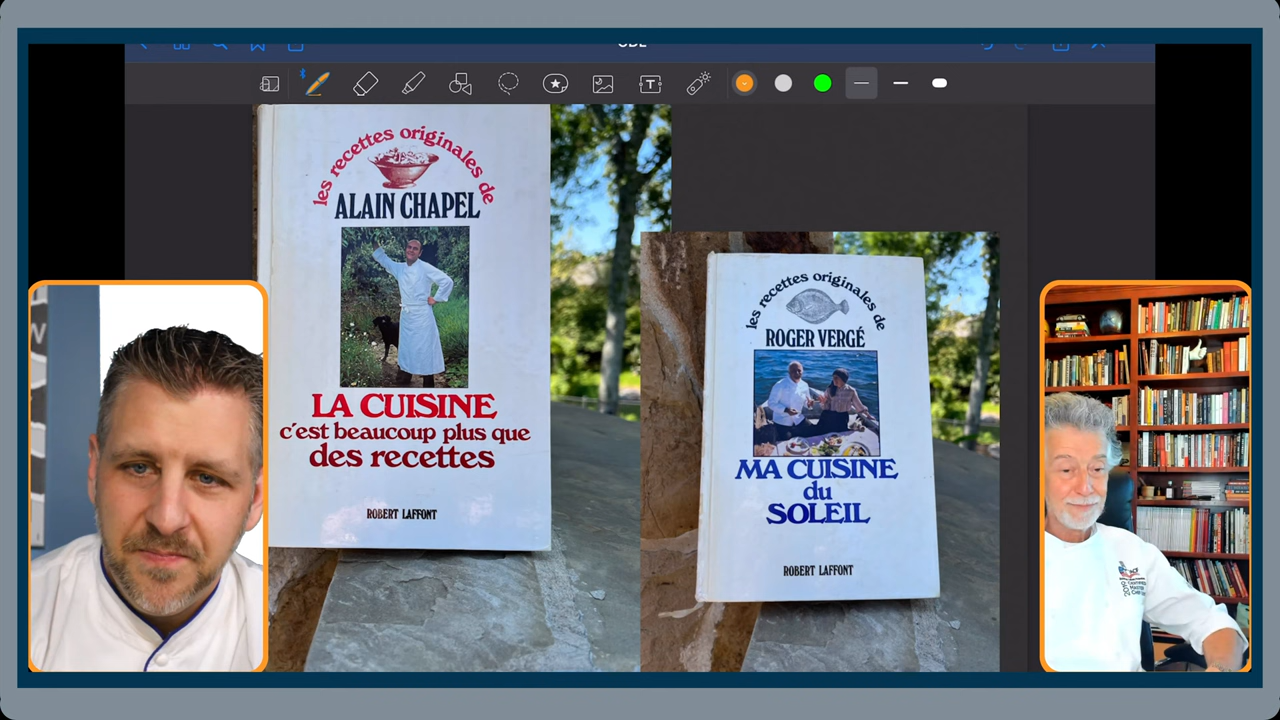 les recettes originales de
ALAIN CHAPEL
LA CUISINE
c'est beaucoup plus que
des recettes
ROBERT LAFFONT
les recettes originales de
ROGER VERGÉ
MA CUISINE
du
SOLEIL
ROBERT LAFFONT